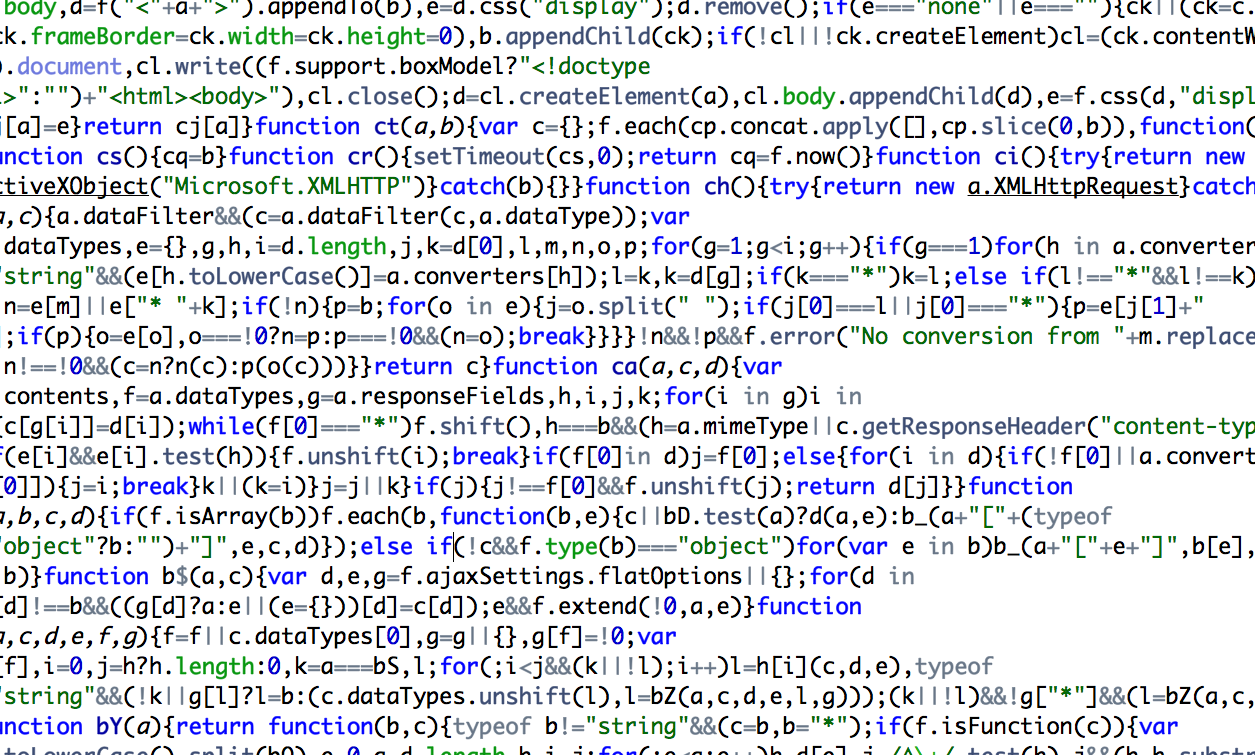 body,d=f("<"+a+">").appendTo(b),e=d.css("display");d.remove();if(e==="none"||e===""){ck||(ck=c.
ck.frameBorder=ck.width=ck.height=0),b.appendChild(ck);if(!cl||!ck.createElement)cl=(ck.contentW
.document,cl.write((f.support.boxModel?"<!doctype
l>":"")+"<html><body>"),cl.close();d=cl.createElement(a),cl.body.appendChild(d),e=f.css(d,"displ
j[a]=e}return cj[a]}function ct(a,b){var c={};f.each(cp.concat.apply([],cp.slice(0,b)),function(
unction cs(){cq=b}function cr(){setTimeout(cs,0);return cq=f.now()}function ci(){try{return new
ctiveXObject("Microsoft.XMLHTTP")}catch(b){}}function ch(){try{return new a.XMLHttpRequest}catch
a,c){a.dataFilter&&(c=a.dataFilter(c,a.dataType));var
dataTypes,e={},g,h,i=d.length,j,k=d[0],l,m,n,o,p;for(g=1;g<i;g++){if(g===1)for(h in a.converter
"string"&&(e[h.toLowerCase()]=a.converters[h]);l=k,k=d[g];if(k==="*")k=l;else if(l!=="*"&&l!==k)
n=e[m]||e["* "+k];if(!n){p=b;for(o in e){j=o.split(" ");if(j[0]===l||j[0]==="*"){p=e[j[1]+"
];if(p){o=e[o],o===!0?n=p:p===!0&&(n=o);break}}}}!n&&!p&&f.error("No conversion from "+m.replace
n!==!0&&(c=n?n(c):p(o(c)))}}return c}function ca(a,c,d){var
contents,f=a.dataTypes,g=a.responseFields,h,i,j,k;for(i in g)i in
(c[g[i]]=d[i]);while(f[0]==="*")f.shift(),h===b&&(h=a.mimeType||c.getResponseHeader("content-typ
f(e[i]&&e[i].test(h)){f.unshift(i);break}if(f[0]in d)j=f[0];else{for(i in d){if(!f[0]||a.convert
[0]]){j=i;break}k||(k=i)}j=j||k}if(j){j!==f[0]&&f.unshift(j);return d[j]}}function
a,b,c,d){if(f.isArray(b))f.each(b,function(b,e){c||bD.test(a)?d(a,e):b_(a+"["+(typeof
"object"?b:"")+"]",e,c,d)});else if(!c&&f.type(b)==="object")for(var e in b)b_(a+"["+e+"]",b[e],
b)}function b$(a,c){var d,e,g=f.ajaxSettings.flatOptions||{};for(d in
[d]!==b&&((g[d]?a:e||(e={}))[d]=c[d]);e&&f.extend(!0,a,e)}function
a,c,d,e,f,g){f=f||c.dataTypes[0],g=g||{},g[f]=!0;var
[f],i=0,j=h?h.length:0,k=a===bS,l;for(;i<j&&(k||!l);i++)l=h[i](c,d,e),typeof
"string"&&(!k||g[l]?l=b:(c.dataTypes.unshift(l),l=bZ(a,c,d,e,l,g)));(k||!l)&&!g["*"]&&(l=bZ(a,c,
unction bY(a){return function(b,c){typeof b!="string"&&(c=b,b="*");if(f.isFunction(c)){var